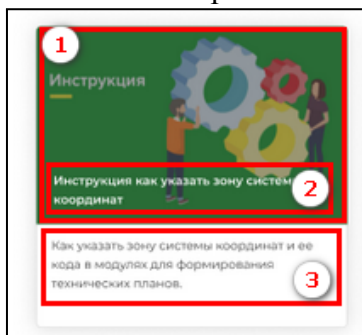 1
Инструкция
Инструкция как указать зону систем
2
координат
Как указать зону системы координат и ее
кода в модулях для формирования
технических планов.
3